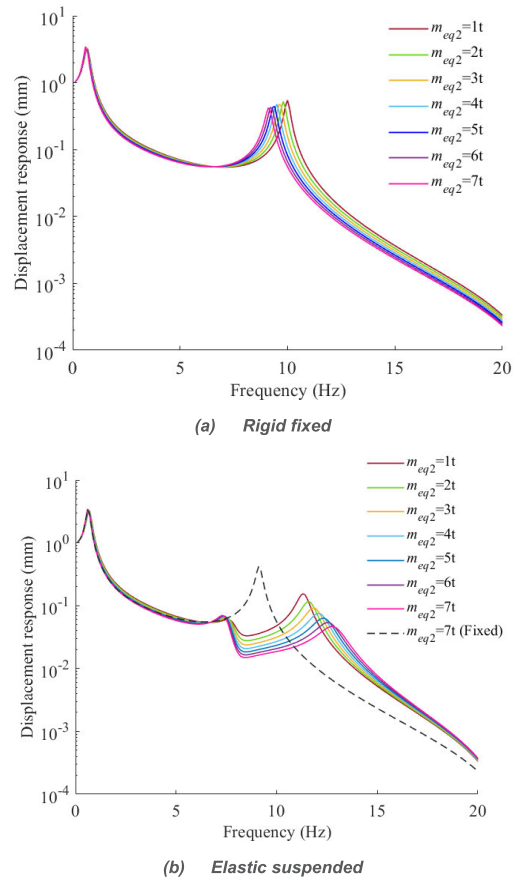 Displacement response (mm)
10^1
10^0
10^-1
10^-2
10^-3
10^-4
m_eq2=1t
m_eq2=2t
m_eq2=3t
m_eq2=4t
m_eq2=5t
m_eq2=6t
m_eq2=7t
0 5 10 15 20
Frequency (Hz)
(a) Rigid fixed
Displacement response (mm)
10^1
10^0
10^-1
10^-2
10^-3
10^-4
m_eq2=1t
m_eq2=2t
m_eq2=3t
m_eq2=4t
m_eq2=5t
m_eq2=6t
m_eq2=7t
m_eq2=7t (Fixed)
0 5 10 15 20
Frequency (Hz)
(b) Elastic suspended